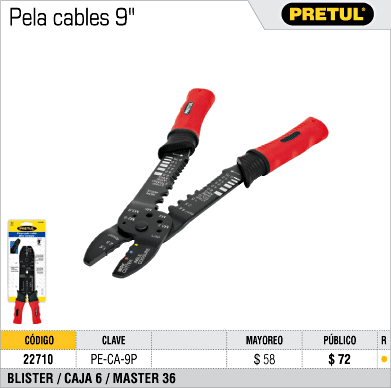 Pela cables 9"
PRETUL®
PRETUL
CÓDIGO CLAVE MAYOREO PÚBLICO R
22710 PE-CA-9P $ 58 $ 72
BLISTER / CAJA 6 / MASTER 36